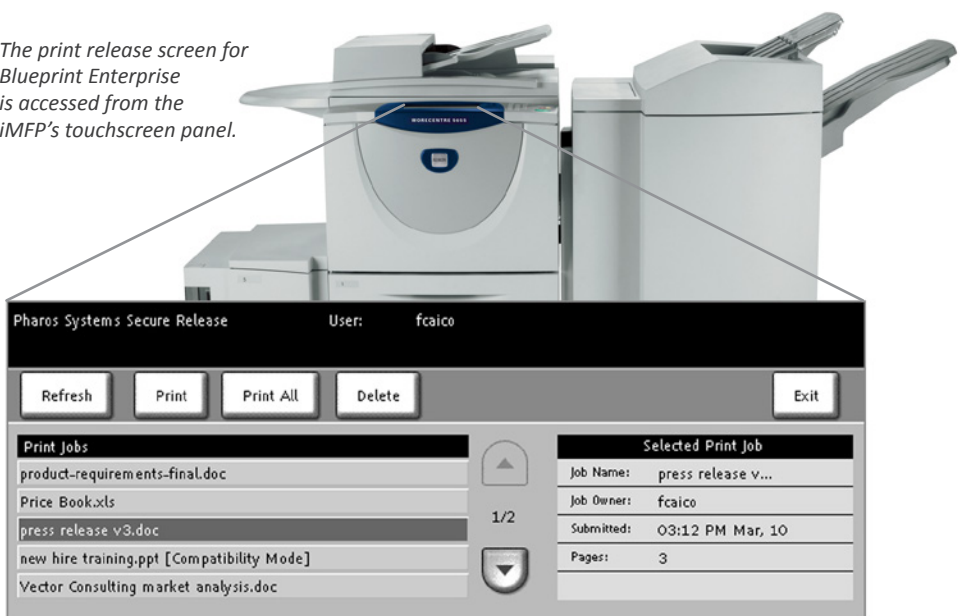 The print release screen for
Blueprint Enterprise
is accessed from the
iMFP's touchscreen panel.
WORKCENTRE 5655
Pharos Systems Secure Release User: fcaico
Refresh Print Print All Delete Exit
Print Jobs
product-requirements-final.doc
Price Book.xls
press release v3.doc
new hire training.ppt [Compatibility Mode]
Vector Consulting market analysis.doc
1/2
Selected Print Job
Job Name: press release v...
Job Owner: fcaico
Submitted: 03:12 PM Mar, 10
Pages: 3